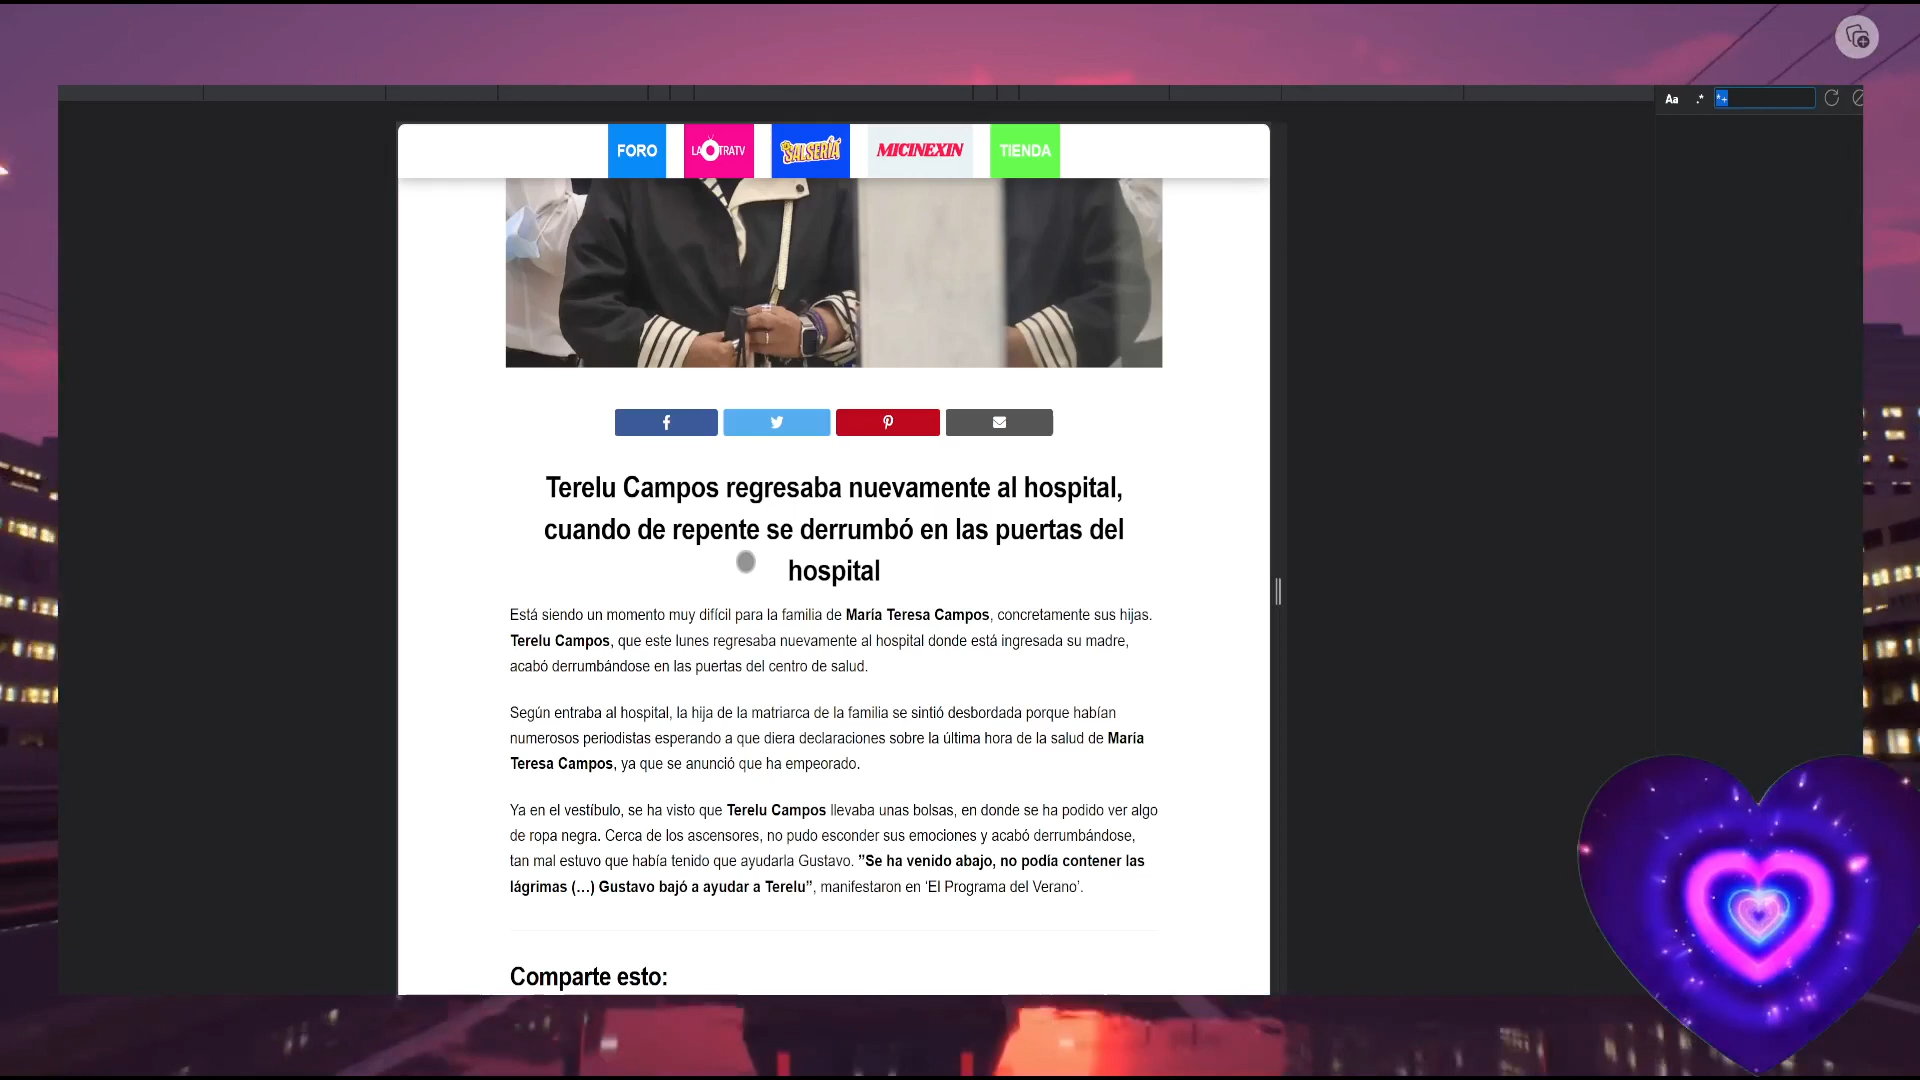 Aa .* *+
FORO LA OTRATV SALSERÍA MICINEXIN TIENDA
Terelu Campos regresaba nuevamente al hospital,
cuando de repente se derrumbó en las puertas del
hospital
Está siendo un momento muy difícil para la familia de María Teresa Campos, concretamente sus hijas.
Terelu Campos, que este lunes regresaba nuevamente al hospital donde está ingresada su madre,
acabó derrumbándose en las puertas del centro de salud.
Según entraba al hospital, la hija de la matriarca de la familia se sintió desbordada porque habían
numerosos periodistas esperando a que diera declaraciones sobre la última hora de la salud de María
Teresa Campos, ya que se anunció que ha empeorado.
Ya en el vestíbulo, se ha visto que Terelu Campos llevaba unas bolsas, en donde se ha podido ver algo
de ropa negra. Cerca de los ascensores, no pudo esconder sus emociones y acabó derrumbándose,
tan mal estuvo que había tenido que ayudarla Gustavo. ”Se ha venido abajo, no podía contener las
lágrimas (…) Gustavo bajó a ayudar a Terelu”, manifestaron en ‘El Programa del Verano’.
Comparte esto: